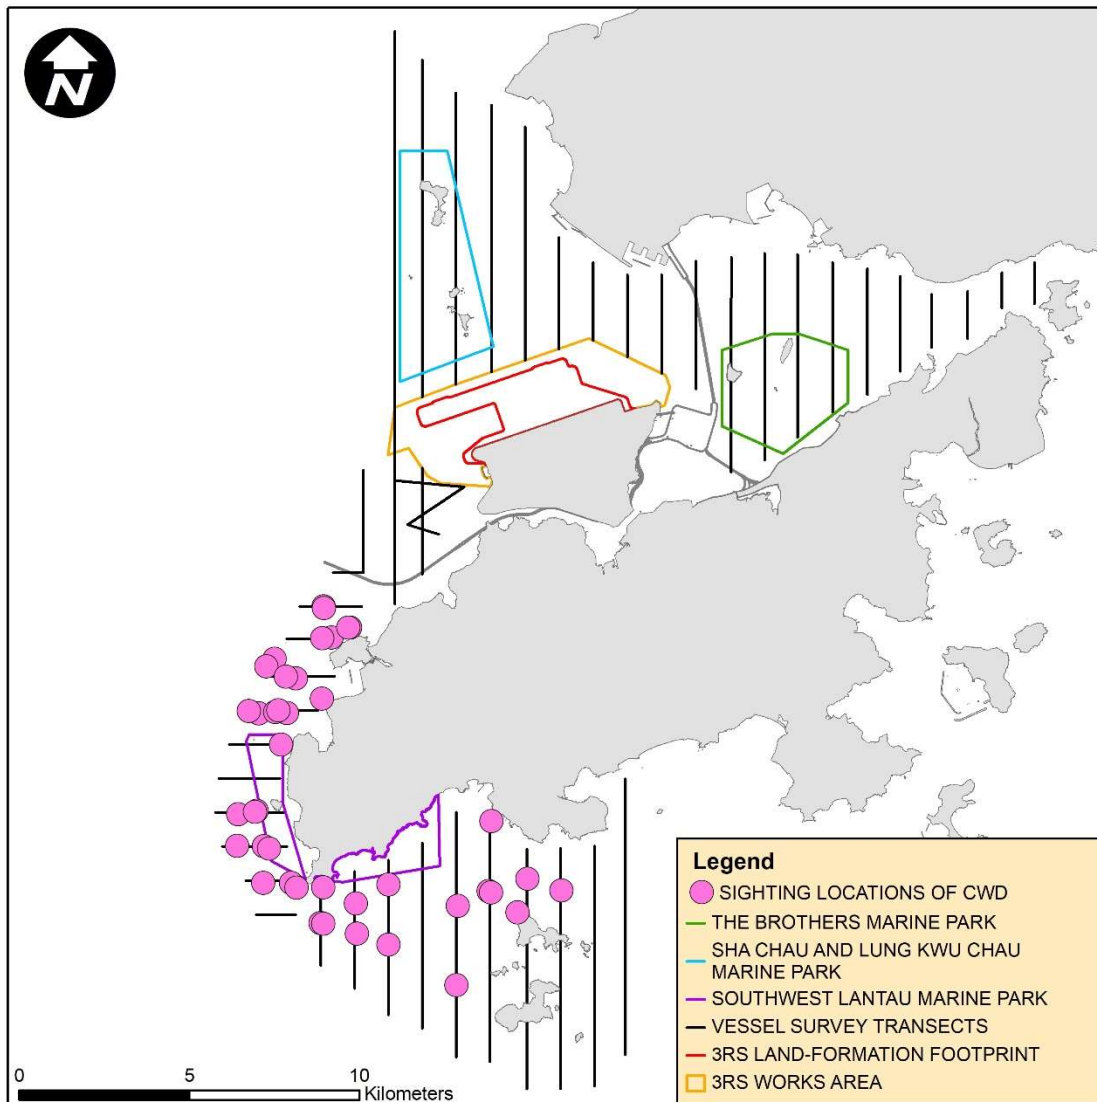 N
Legend
SIGHTING LOCATIONS OF CWD
THE BROTHERS MARINE PARK
SHA CHAU AND LUNG KWU CHAU
MARINE PARK
SOUTHWEST LANTAU MARINE PARK
VESSEL SURVEY TRANSECTS
3RS LAND-FORMATION FOOTPRINT
3RS WORKS AREA
0 5 10
Kilometers